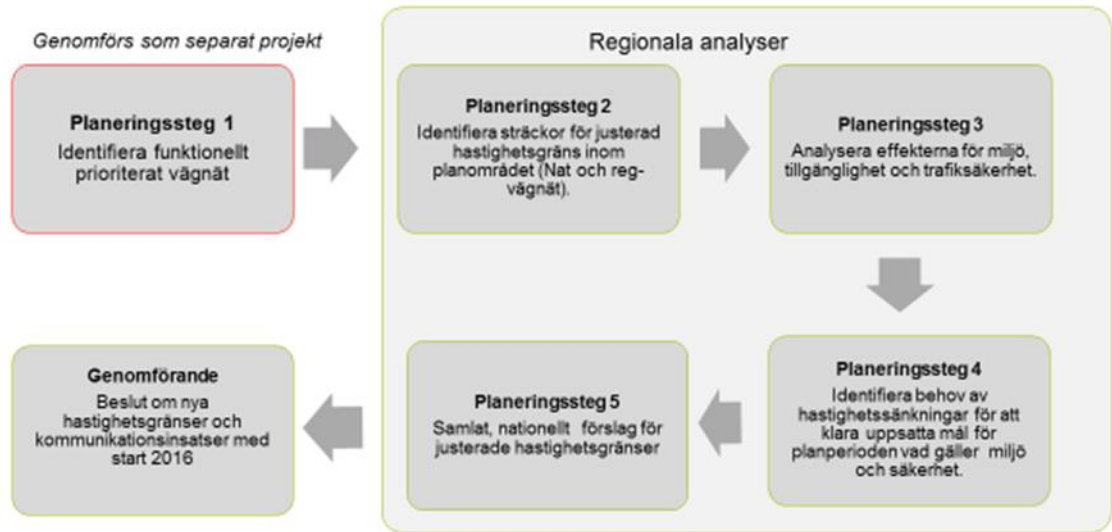 Genomförs som separat projekt
Planeringssteg 1
Identifiera funktionellt
prioriterat vägnät
Regionala analyser
Planeringssteg 2
Identifiera sträckor för justerad
hastighetsgräns inom
planområdet (Nat och reg-
vägnät).
Planeringssteg 3
Analysera effekterna för miljö,
tillgänglighet och trafiksäkerhet.
Planeringssteg 4
Identifiera behov av
hastighetssänkningar för att
klara uppsatta mål för
planperioden vad gäller miljö
och säkerhet.
Planeringssteg 5
Samlat, nationellt förslag för
justerade hastighetsgränser
Genomförande
Beslut om nya
hastighetsgränser och
kommunikationsinsatser med
start 2016